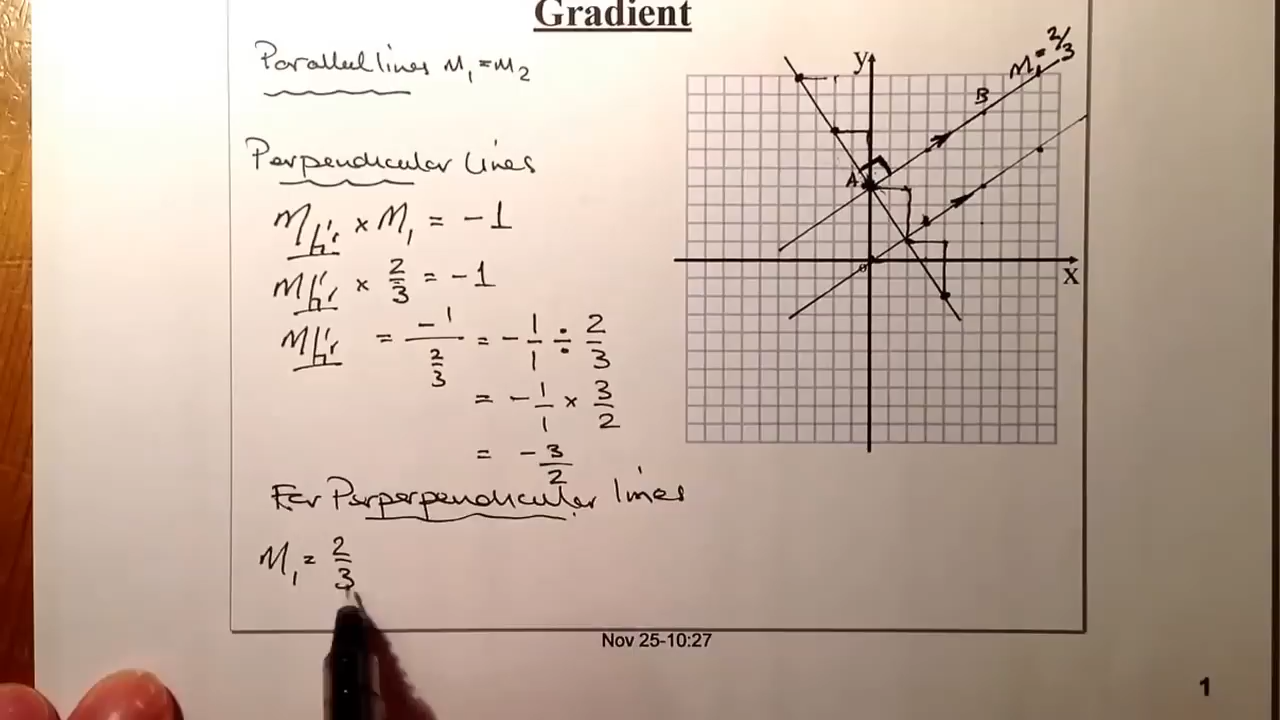 Gradient
Parallel lines M₁ = M₂
Perpendicular lines
M⊥'r × M₁ = -1
M⊥'r × 2/3 = -1
M⊥'r = -1/(2/3) = -1/1 ÷ 2/3
= -1/1 × 3/2
= -3/2
For Perperpendicular lines
M₁ = 2/3
y
M₁ = 2/3
B
A
o
X
Nov 25-10:27
1